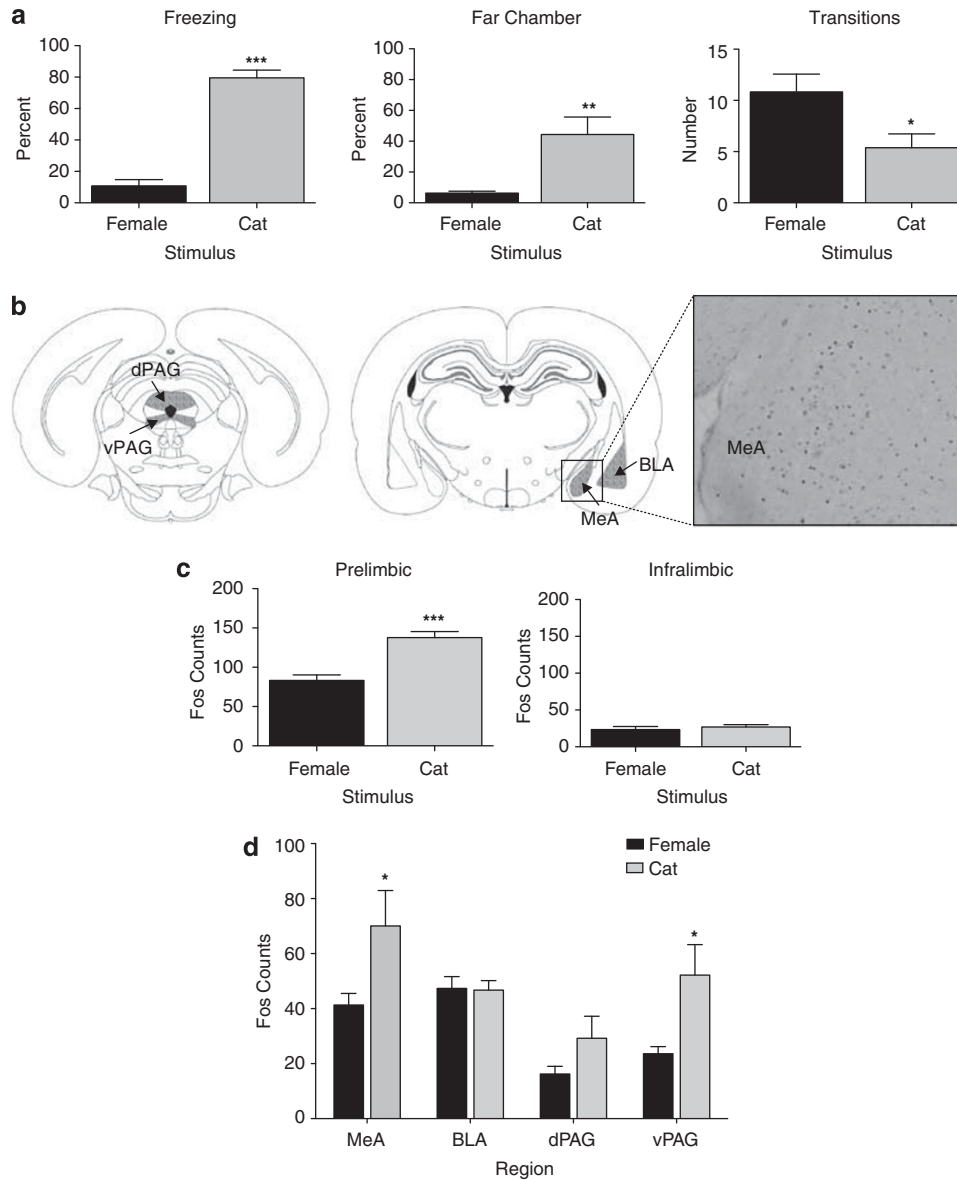 a
Freezing
Far Chamber
Transitions
100
80
60
40
20
0
Percent
***
Female
Cat
Stimulus
100
80
60
40
20
0
Percent
**
Female
Cat
Stimulus
15
10
5
0
Number
*
Female
Cat
Stimulus
b
dPAG
vPAG
BLA
MeA
MeA
c
Prelimbic
Infralimbic
200
150
100
50
0
Fos Counts
***
Female
Cat
Stimulus
200
150
100
50
0
Fos Counts
Female
Cat
Stimulus
d
Female
Cat
100
80
60
40
20
0
Fos Counts
*
*
MeA
BLA
dPAG
vPAG
Region